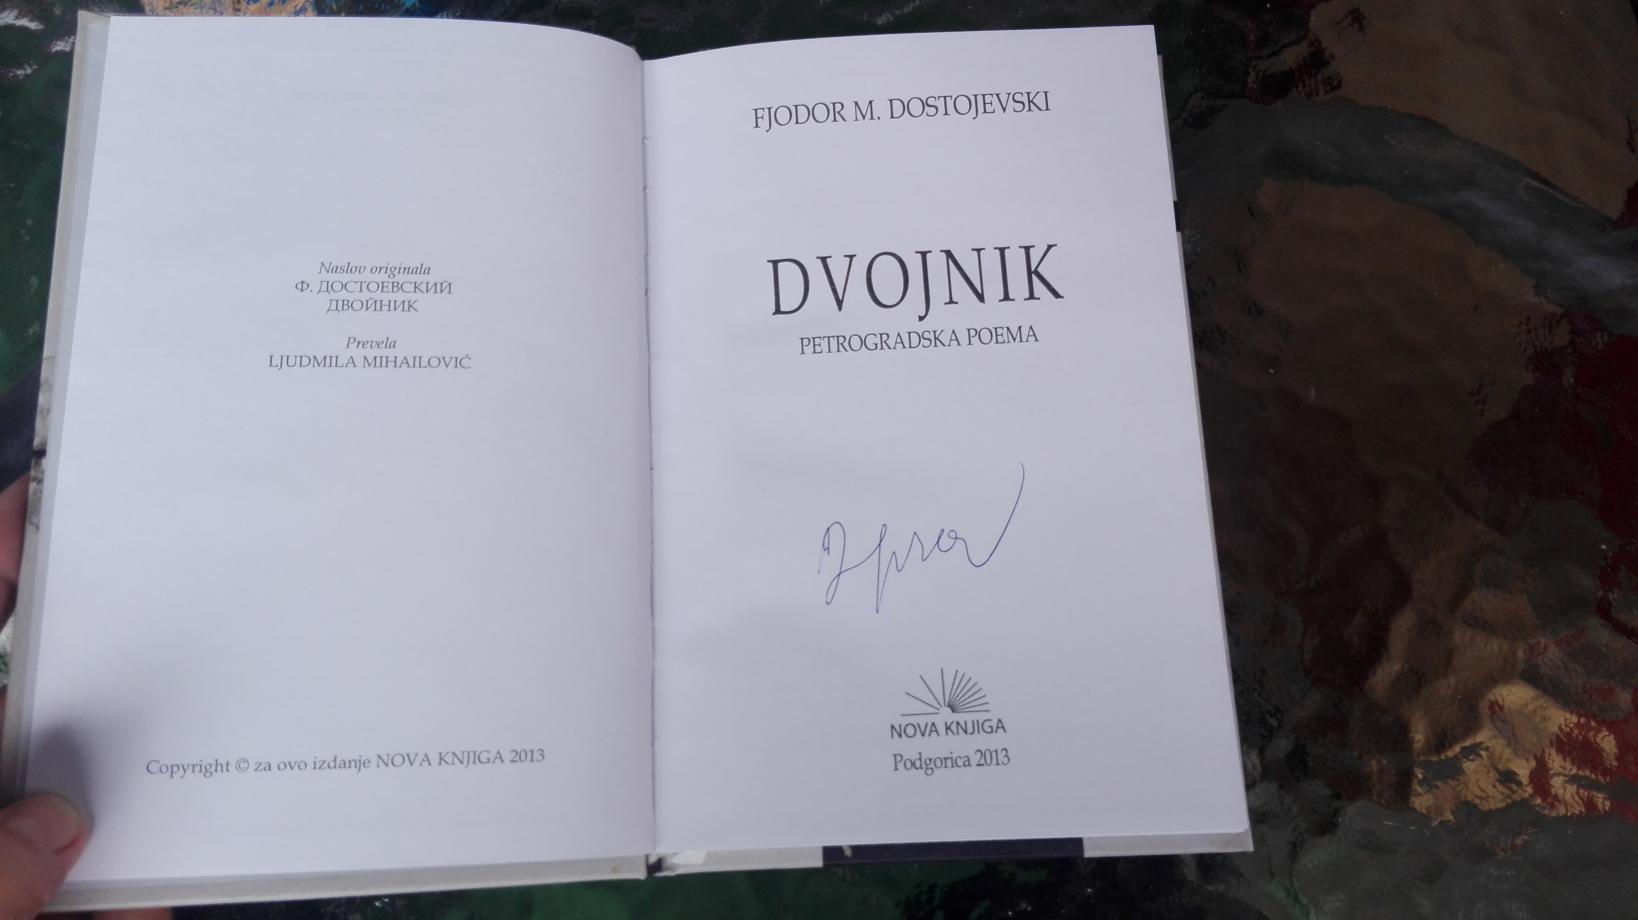 Naslov originala
Ф. ДОСТОЕВСКИЙ
ДВОЙНИК
Prevela
LJUDMILA MIHAILOVIĆ
Copyright © za ovo izdanje NOVA KNJIGA 2013
FJODOR M. DOSTOJEVSKI
DVOJNIK
PETROGRADSKA POEMA
NOVA KNJIGA
Podgorica 2013